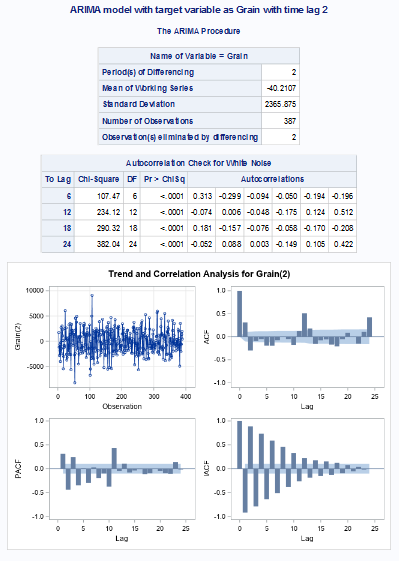 ARIMA model with target variable as Grain with time lag 2
The ARIMA Procedure
Name of Variable = Grain
Period(s) of Differencing 2
Mean of Working Series -40.2107
Standard Deviation 2365.875
Number of Observations 387
Observation(s) eliminated by differencing 2
Autocorrelation Check for White Noise
To Lag Chi-Square DF Pr > ChiSq Autocorrelations
6 107.47 6 <.0001 0.313 -0.299 -0.094 -0.050 -0.194 -0.196
12 234.12 12 <.0001 -0.074 0.006 -0.048 -0.175 0.124 0.512
18 290.32 18 <.0001 0.181 -0.157 -0.076 -0.058 -0.170 -0.208
24 382.04 24 <.0001 -0.052 0.088 0.003 -0.149 0.105 0.422
Trend and Correlation Analysis for Grain(2)
Grain(2)
10000
5000
0
-5000
0 100 200 300 400
Observation
ACF
1.0
0.5
0.0
-0.5
-1.0
0 5 10 15 20 25
Lag
PACF
1.0
0.5
0.0
-0.5
-1.0
0 5 10 15 20 25
Lag
IACF
1.0
0.5
0.0
-0.5
-1.0
0 5 10 15 20 25
Lag